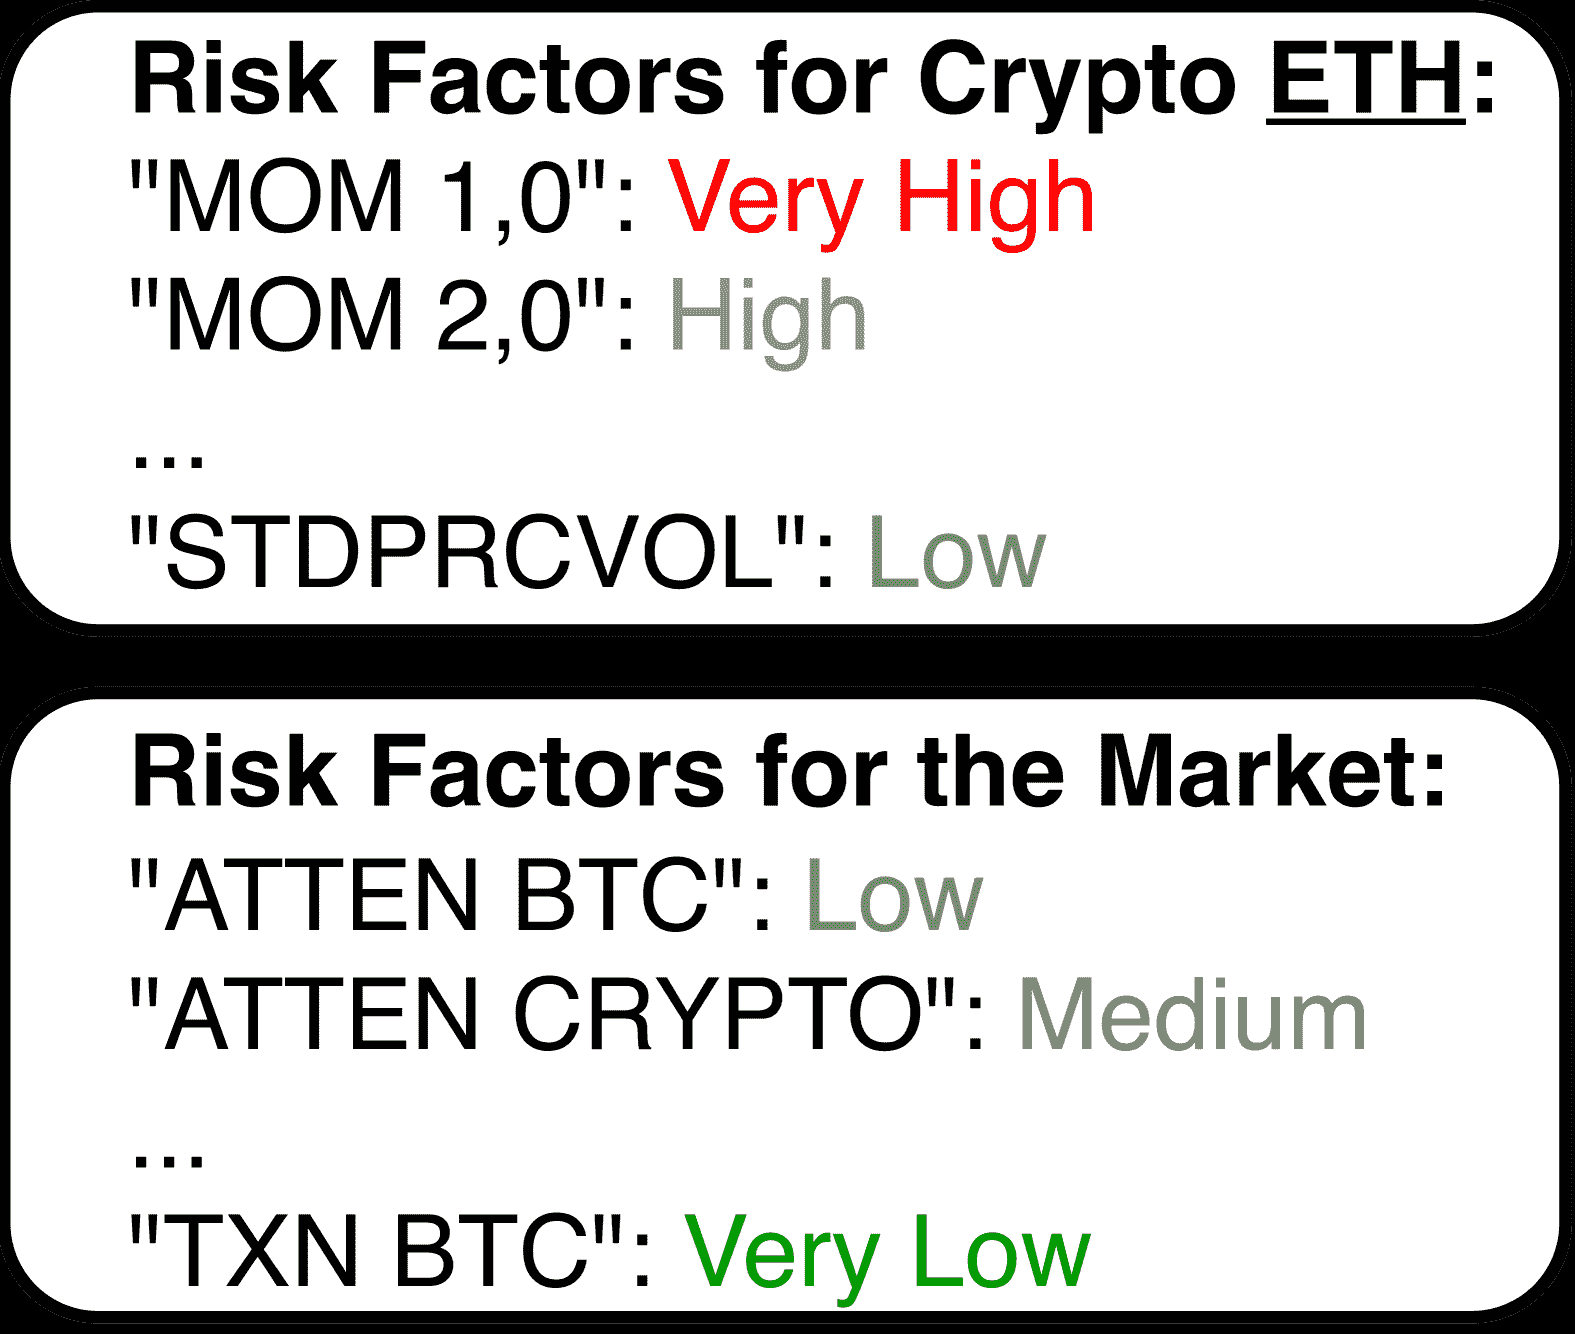 Risk Factors for Crypto ETH:
"MOM 1,0": Very High
"MOM 2,0": High
...
"STDPRCVOL": Low
Risk Factors for the Market:
"ATTEN BTC": Low
"ATTEN CRYPTO": Medium
...
"TXN BTC": Very Low